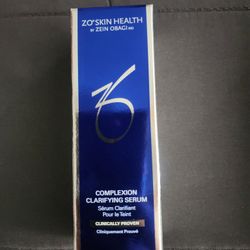 ZO® SKIN HEALTH
BY ZEIN OBAGI MD
COMPLEXION
CLARIFYING SERUM
Sérum Clarifiant
Pour le Teint
CLINICALLY PROVEN
Cliniquement Prouvé